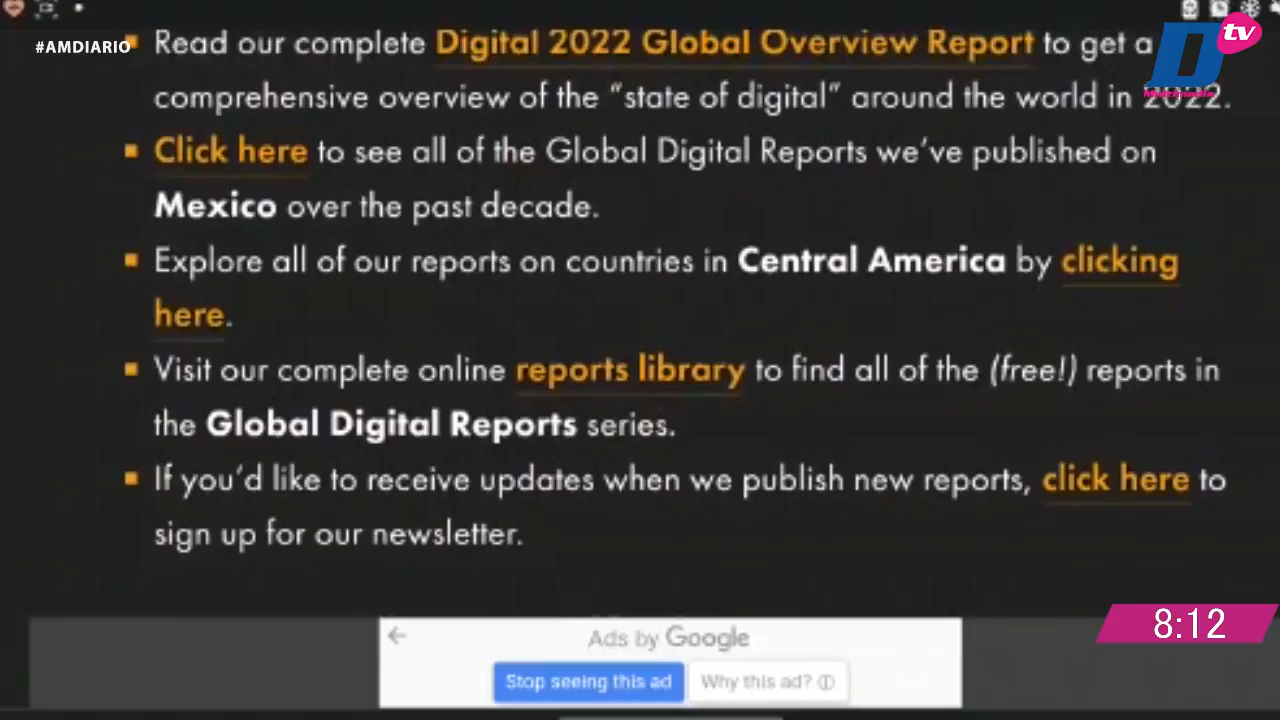 #AMDIARIO
D tv
Multimedia
Read our complete Digital 2022 Global Overview Report to get a
comprehensive overview of the “state of digital” around the world in 2022.
Click here to see all of the Global Digital Reports we’ve published on
Mexico over the past decade.
Explore all of our reports on countries in Central America by clicking
here.
Visit our complete online reports library to find all of the (free!) reports in
the Global Digital Reports series.
If you’d like to receive updates when we publish new reports, click here to
sign up for our newsletter.
8:12
Ads by Google
Stop seeing this ad Why this ad?